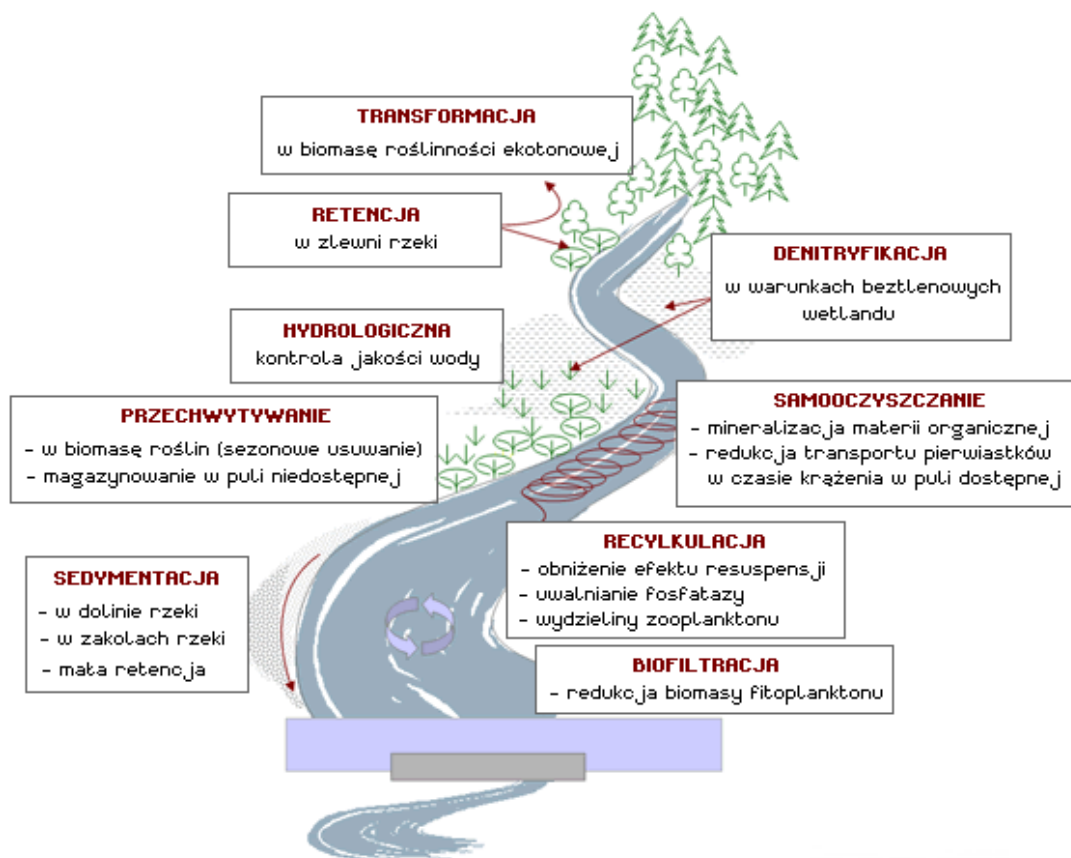 TRANSFORMACJA
w biomasę roślinności ekotonowej
RETENCJA
w zlewni rzeki
DENITRYFIKACJA
w warunkach beztlenowych
wetlandu
HYDROLOGICZNA
kontrola jakości wody
PRZECHWYTYWANIE
- w biomasę roślin (sezonowe usuwanie)
- magazynowanie w puli niedostępnej
SAMOOCZYSZCZANIE
- mineralizacja materii organicznej
- redukcja transportu pierwiastków
w czasie krążenia w puli dostępnej
RECYLKULACJA
- obniżenie efektu resuspensji
- uwalnianie fosfatazy
- wydzieliny zooplanktonu
SEDYMENTACJA
- w dolinie rzeki
- w zakolach rzeki
- mała retencja
BIOFILTRACJA
- redukcja biomasy fitoplanktonu